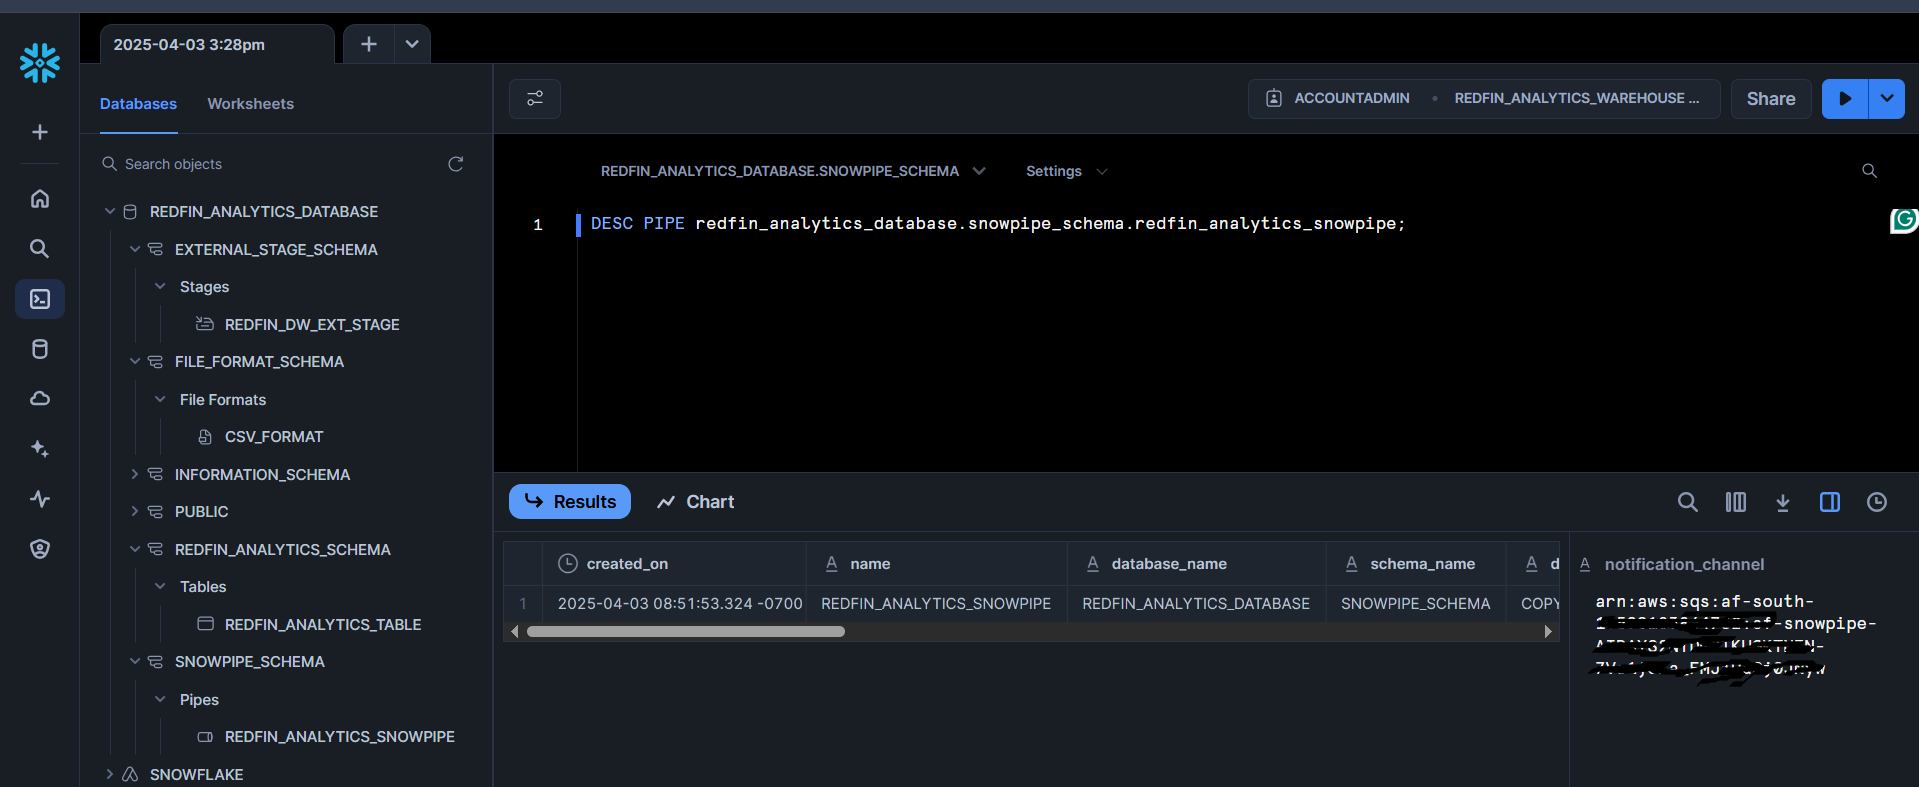 2025-04-03 3:28pm
Databases
Worksheets
ACCOUNTADMIN
REDFIN_ANALYTICS_WAREHOUSE ...
Share
Search objects
REDFIN_ANALYTICS_DATABASE
EXTERNAL_STAGE_SCHEMA
Stages
REDFIN_DW_EXT_STAGE
FILE_FORMAT_SCHEMA
File Formats
CSV_FORMAT
INFORMATION_SCHEMA
PUBLIC
REDFIN_ANALYTICS_SCHEMA
Tables
REDFIN_ANALYTICS_TABLE
SNOWPIPE_SCHEMA
Pipes
REDFIN_ANALYTICS_SNOWPIPE
SNOWFLAKE
REDFIN_ANALYTICS_DATABASE.SNOWPIPE_SCHEMA
Settings
1 DESC PIPE redfin_analytics_database.snowpipe_schema.redfin_analytics_snowpipe;
Results
Chart
created_on name database_name schema_name d
1 2025-04-03 08:51:53.324 -0700 REDFIN_ANALYTICS_SNOWPIPE REDFIN_ANALYTICS_DATABASE SNOWPIPE_SCHEMA COPY
notification_channel
arn:aws:sqs:af-south-
-snowpipe-